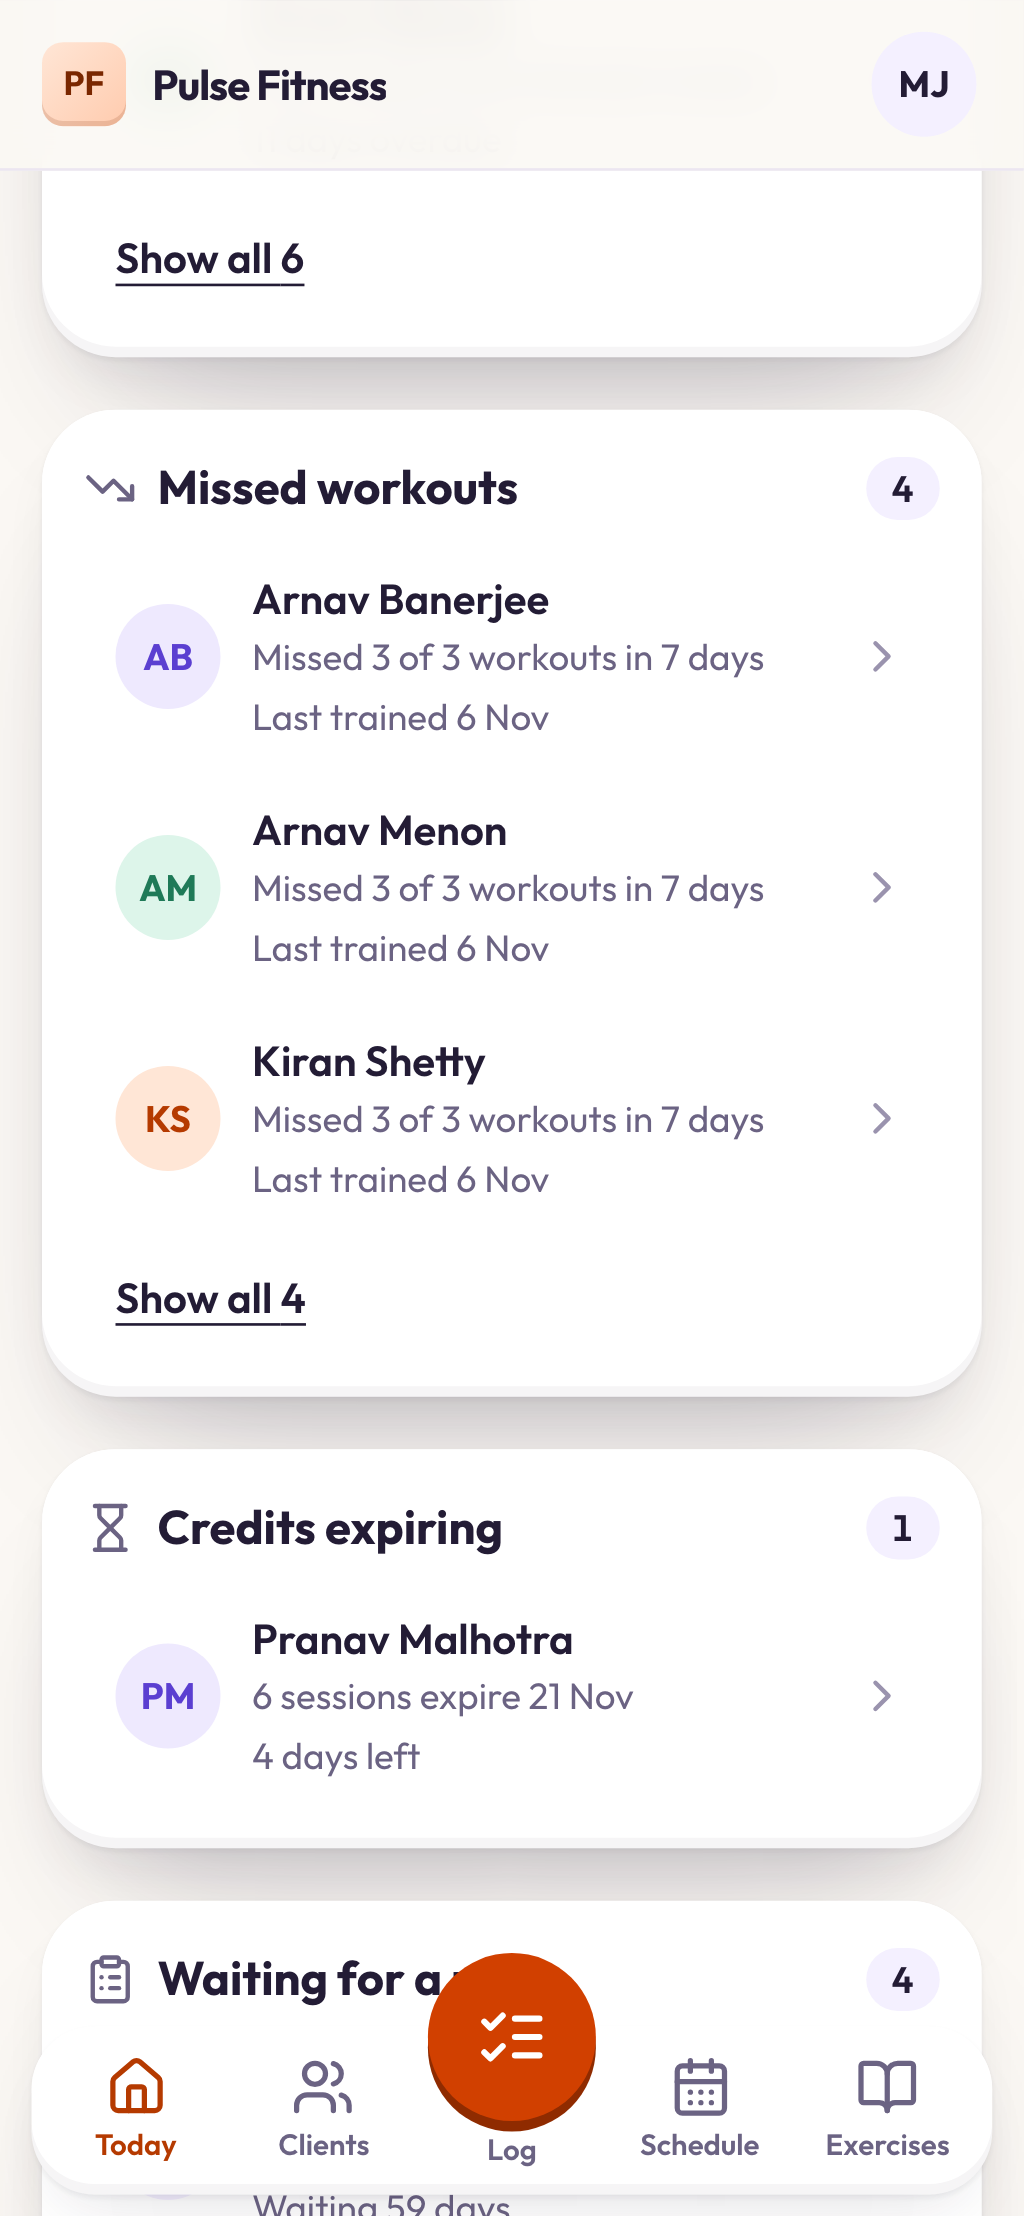 PF
Pulse Fitness
MJ
Show all 6
Missed workouts
4
AB
Arnav Banerjee
Missed 3 of 3 workouts in 7 days
Last trained 6 Nov
AM
Arnav Menon
Missed 3 of 3 workouts in 7 days
Last trained 6 Nov
KS
Kiran Shetty
Missed 3 of 3 workouts in 7 days
Last trained 6 Nov
Show all 4
Credits expiring
1
PM
Pranav Malhotra
6 sessions expire 21 Nov
4 days left
Waiting for a
4
Today
Clients
Log
Schedule
Exercises
Waiting 59 days